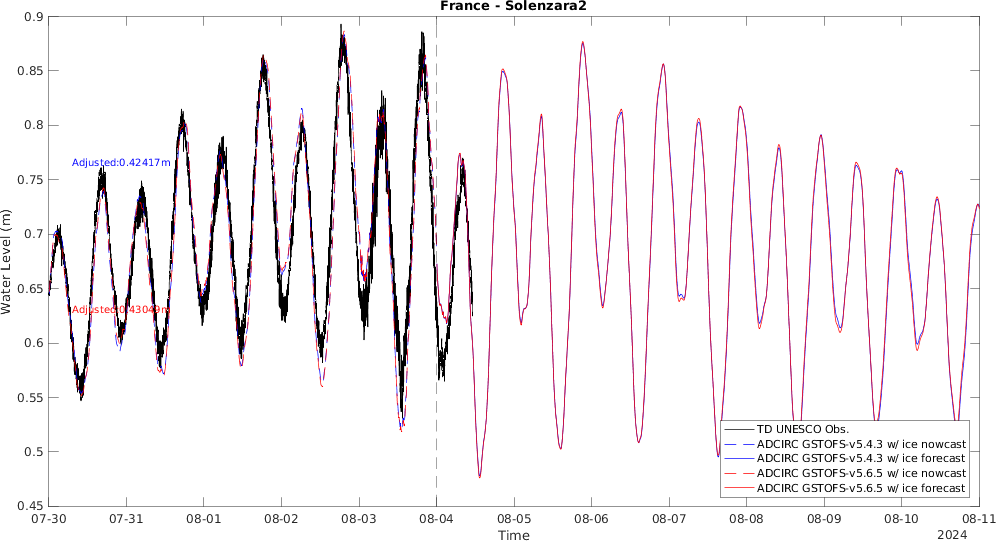 France - Solenzara2
0.9
0.85
0.8
0.75
0.7
0.65
0.6
0.55
0.5
0.45
Water Level (m)
Adjusted:0.42417m
Adjusted:0.43049m
TD UNESCO Obs.
ADCIRC GSTOFS-v5.4.3 w/ ice nowcast
ADCIRC GSTOFS-v5.4.3 w/ ice forecast
ADCIRC GSTOFS-v5.6.5 w/ ice nowcast
ADCIRC GSTOFS-v5.6.5 w/ ice forecast
07-30 07-31 08-01 08-02 08-03 08-04 08-05 08-06 08-07 08-08 08-09 08-10 08-11
Time
2024